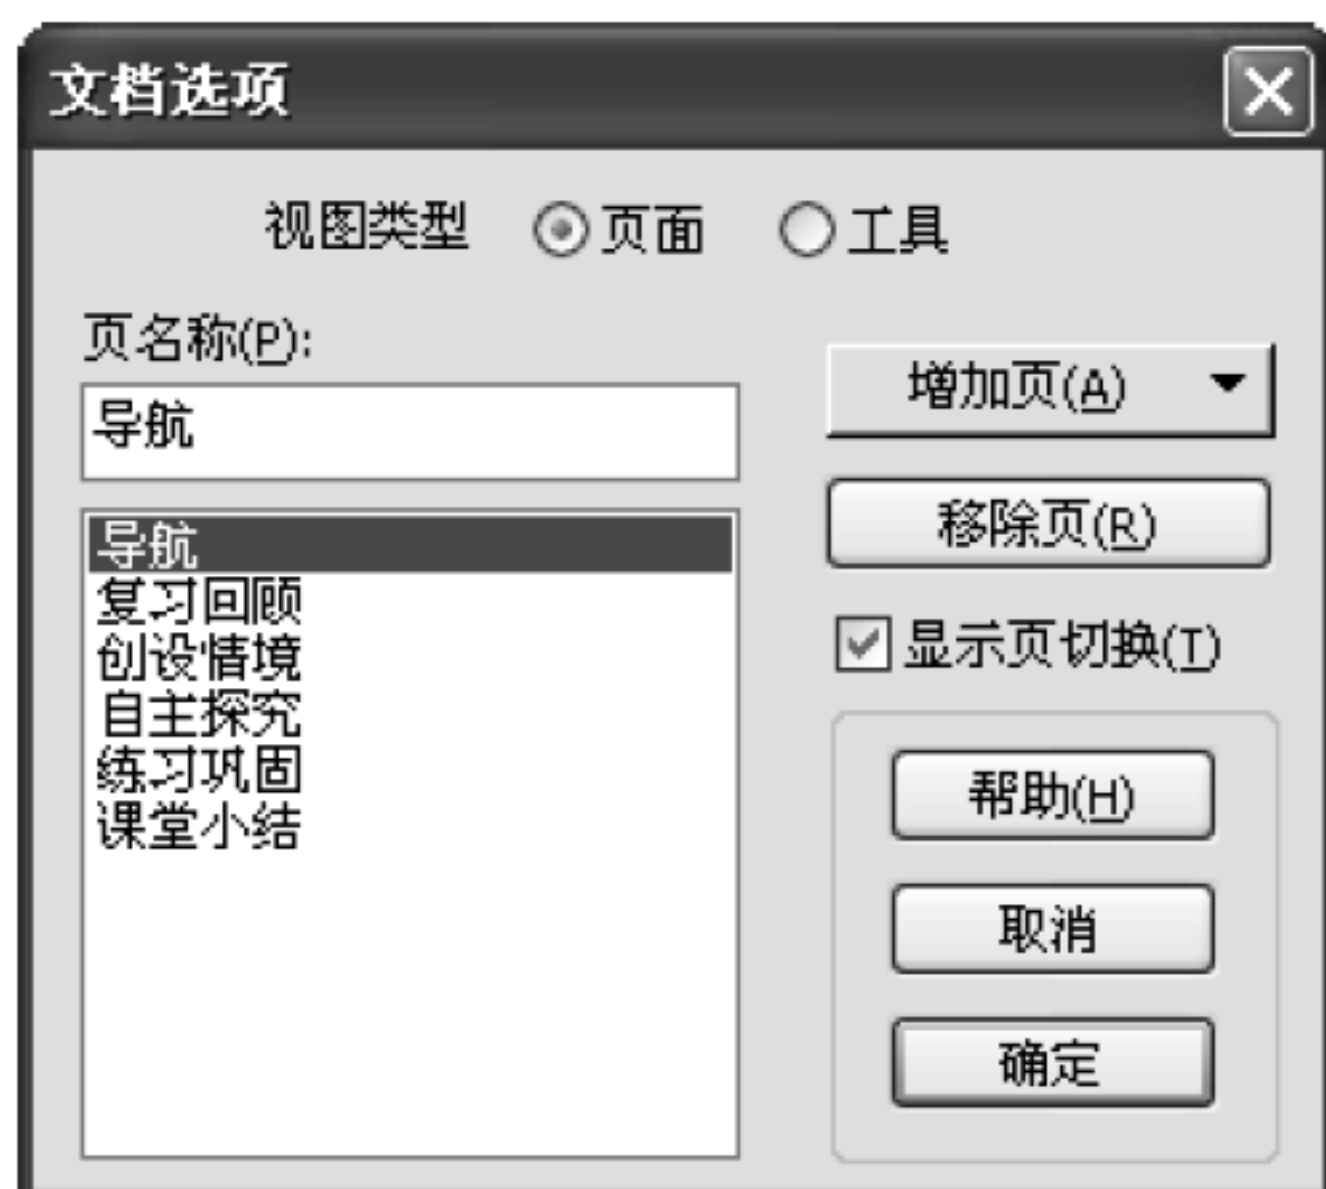 文档选项
视图类型 页面 工具
页名称(P):
导航
导航
复习回顾
创设情境
自主探究
练习巩固
课堂小结
增加页(A)
移除页(R)
显示页切换(T)
帮助(H)
取消
确定